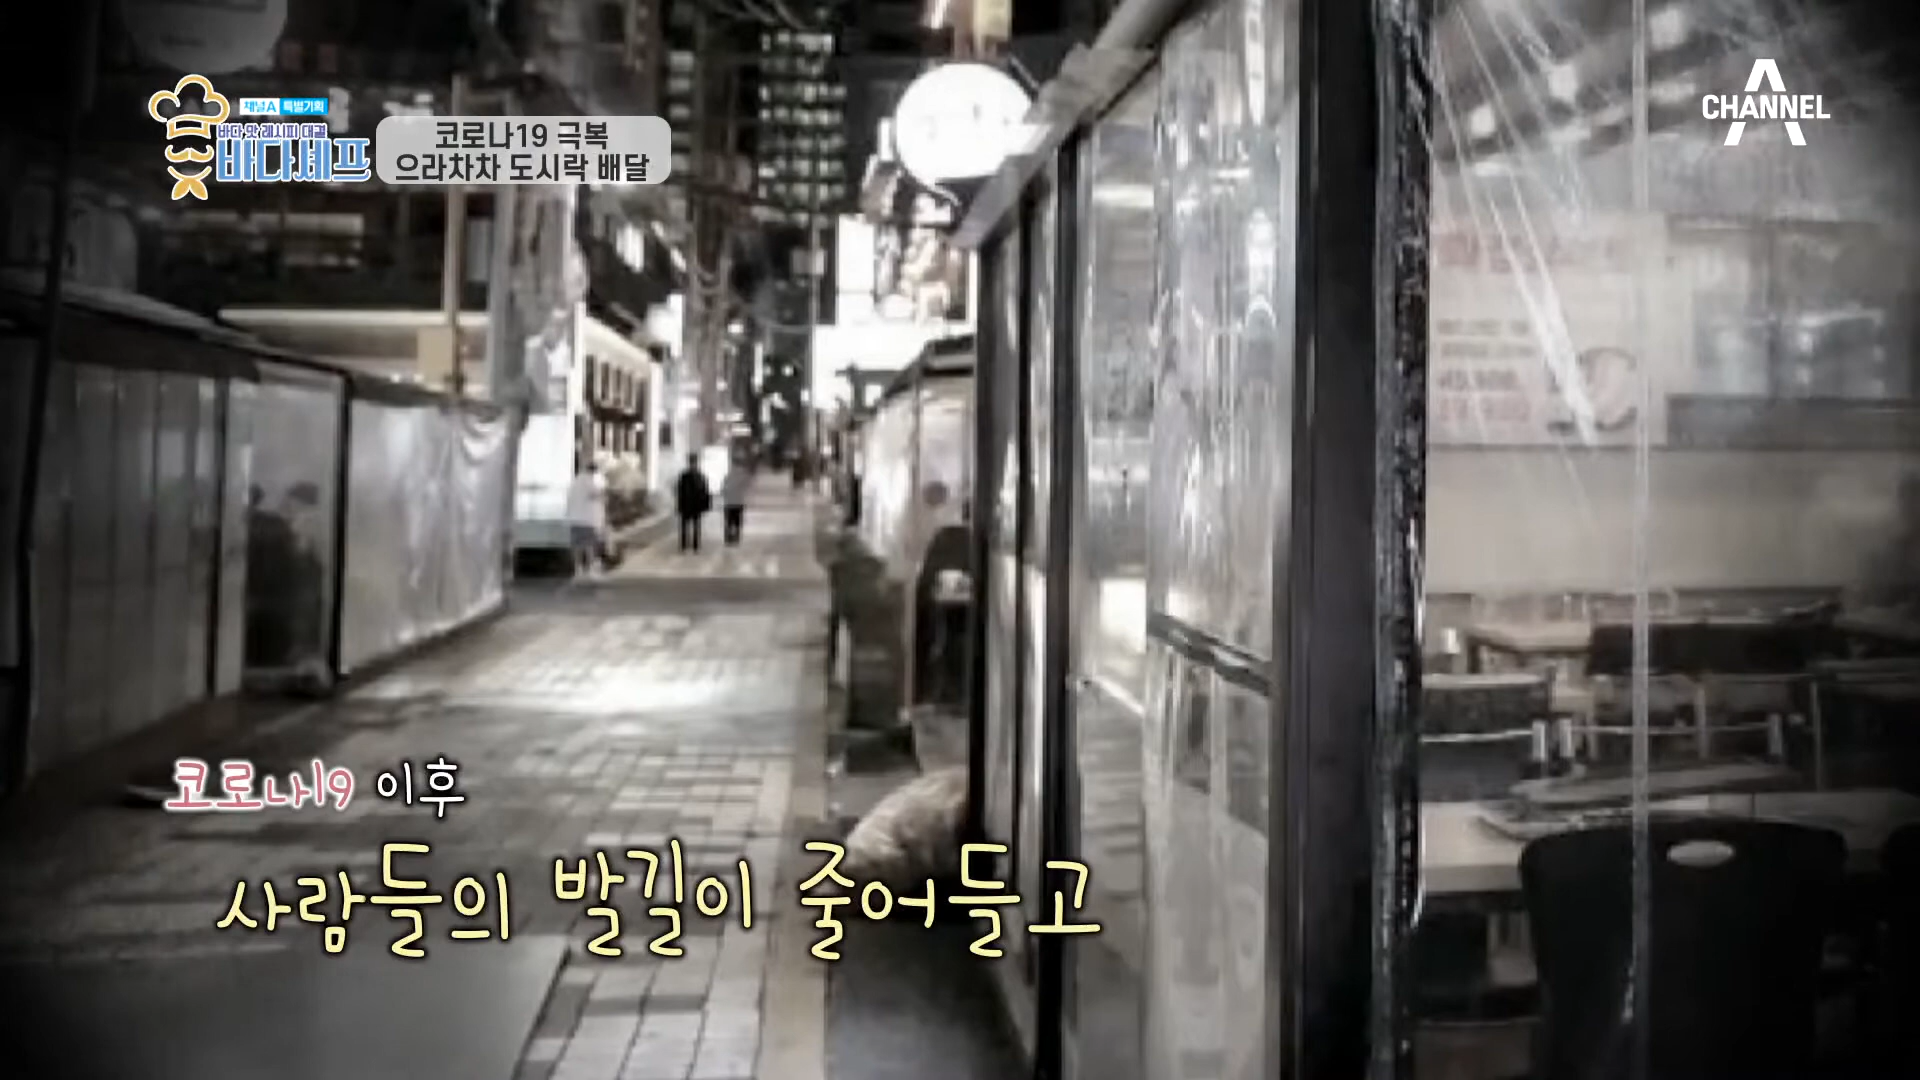 채널A 특별기획
바다 맛 레시피 대결
바다셰프
코로나19 극복
으라차차 도시락 배달
CHANNEL A
코로나19 이후
사람들의 발길이 줄어들고